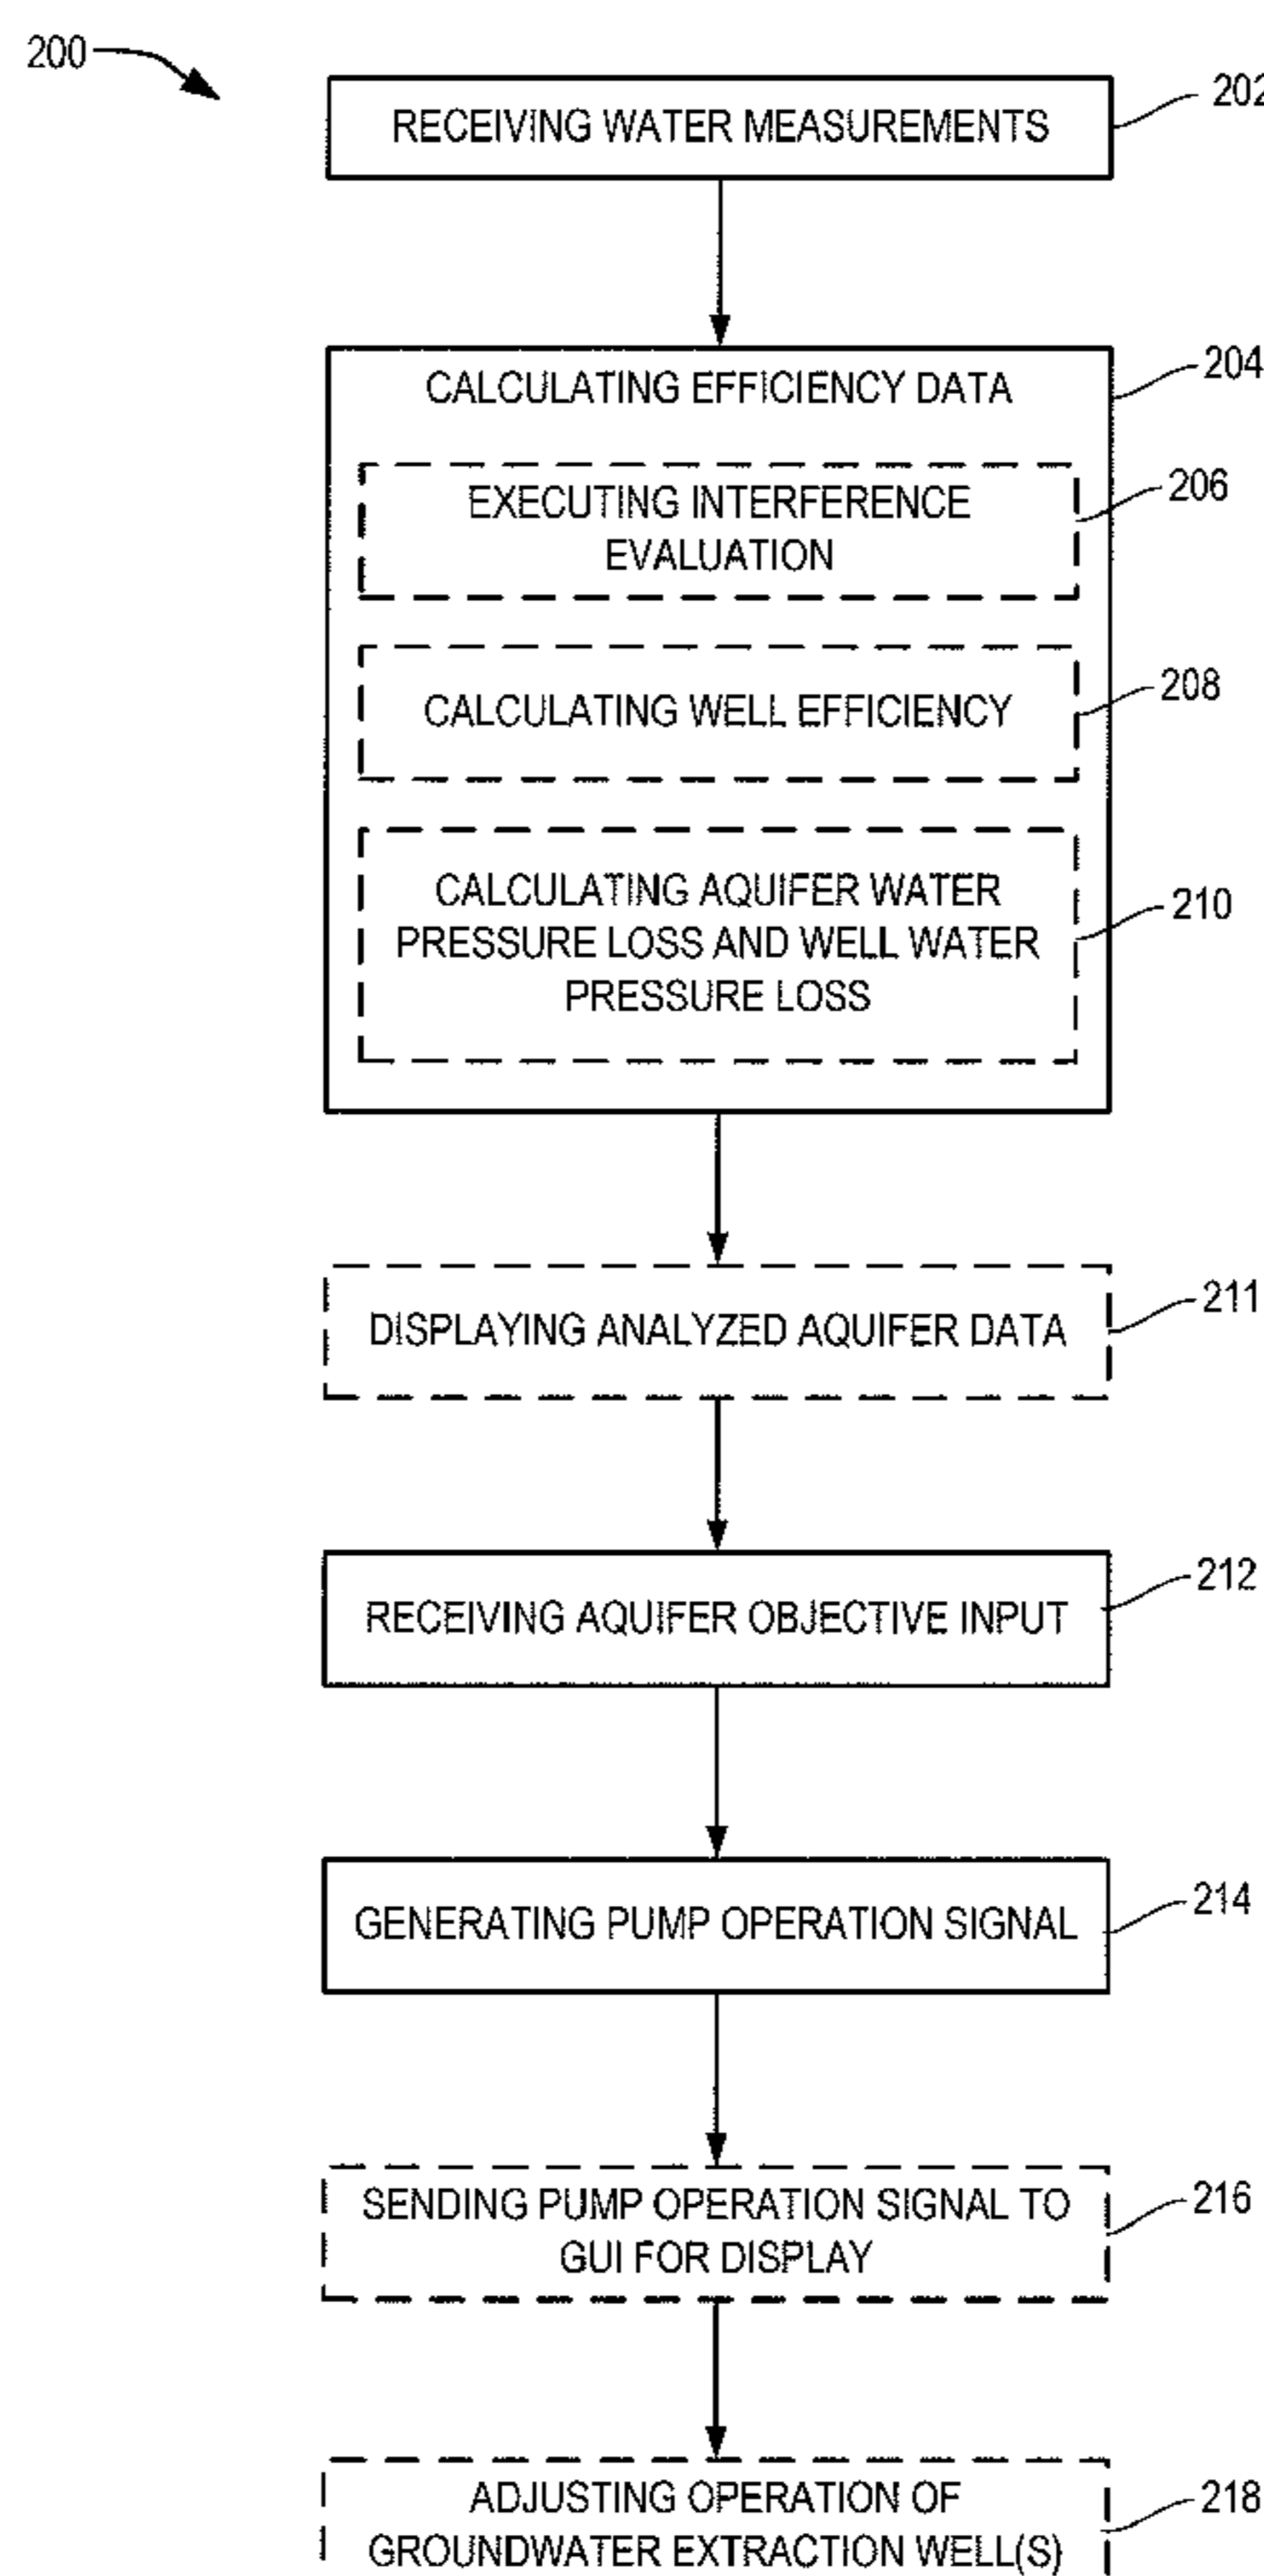 200
RECEIVING WATER MEASUREMENTS
202
CALCULATING EFFICIENCY DATA
204
EXECUTING INTERFERENCE
EVALUATION
206
CALCULATING WELL EFFICIENCY
208
CALCULATING AQUIFER WATER
PRESSURE LOSS AND WELL WATER
PRESSURE LOSS
210
DISPLAYING ANALYZED AQUIFER DATA
211
RECEIVING AQUIFER OBJECTIVE INPUT
212
GENERATING PUMP OPERATION SIGNAL
214
SENDING PUMP OPERATION SIGNAL TO
GUI FOR DISPLAY
216
ADJUSTING OPERATION OF
GROUNDWATER EXTRACTION WELL(S)
218